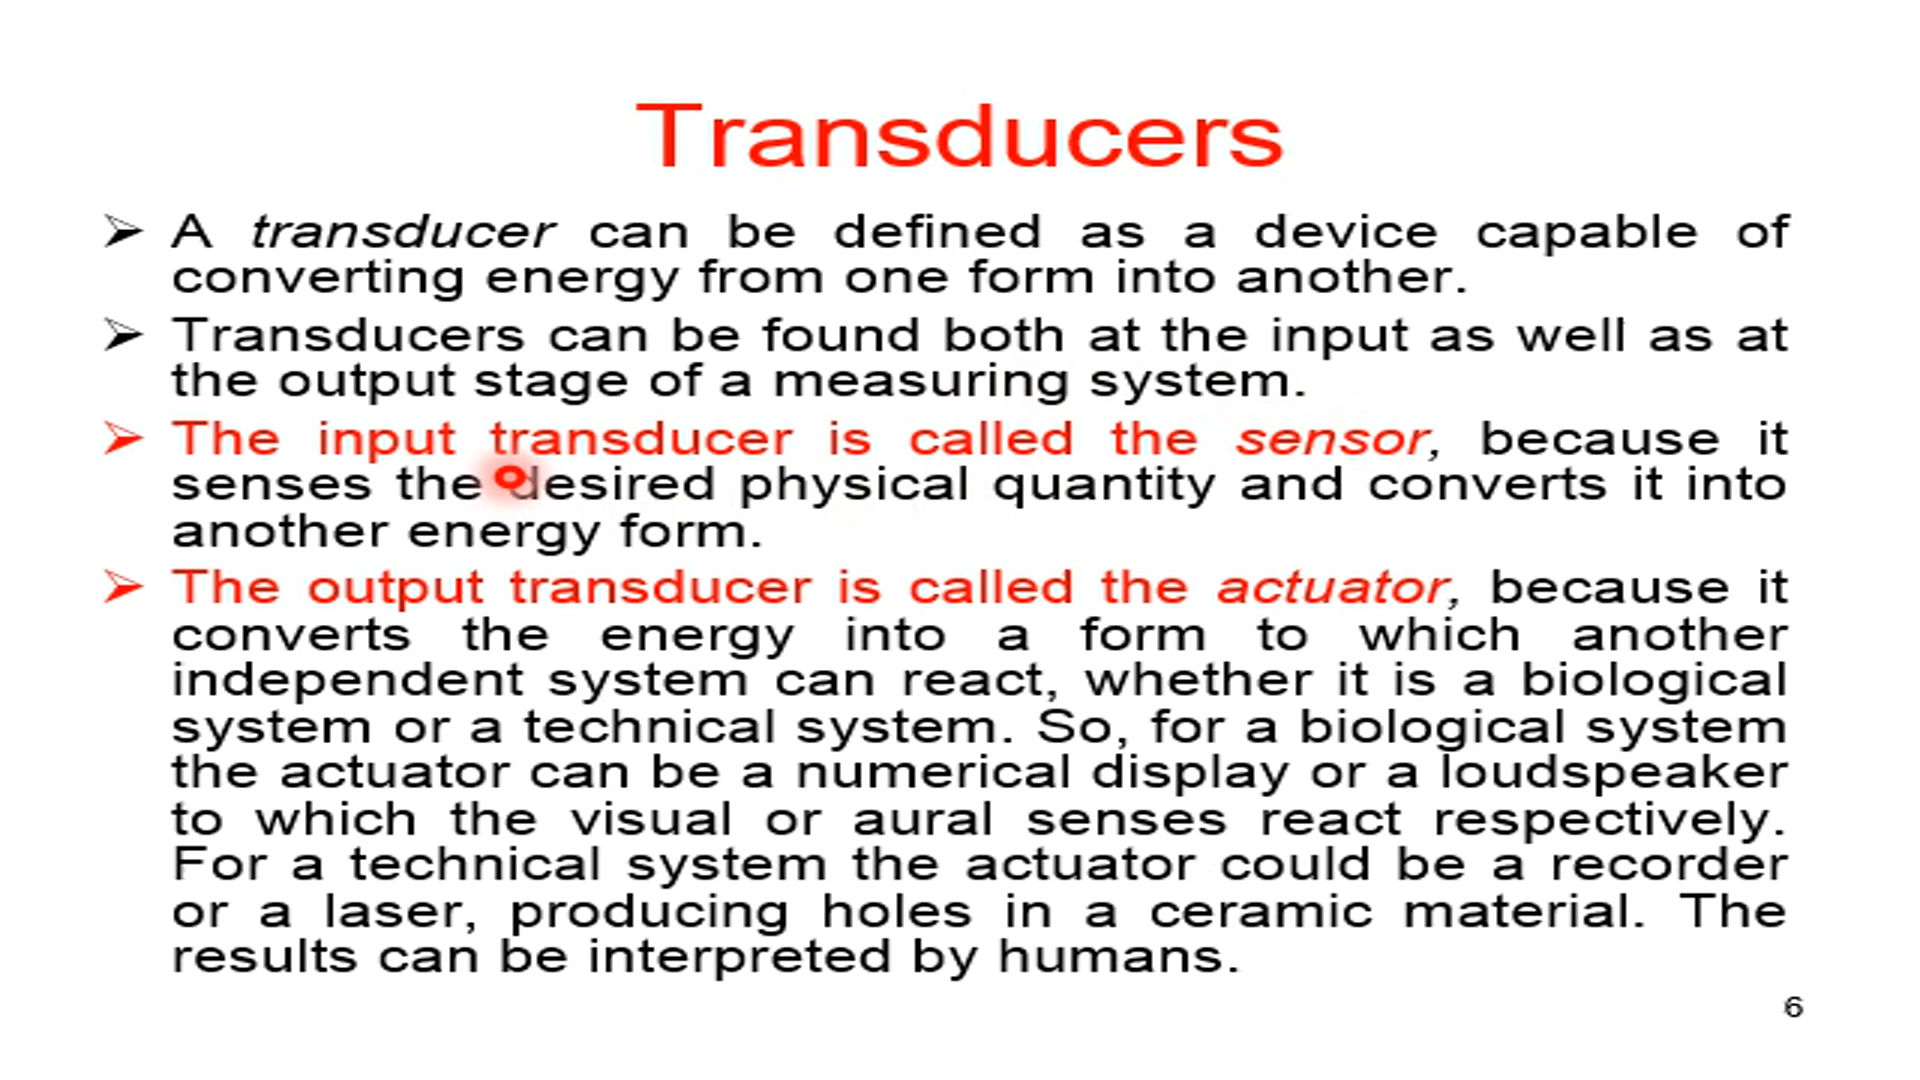 Transducers
➢ A transducer can be defined as a device capable of
converting energy from one form into another.
➢ Transducers can be found both at the input as well as at
the output stage of a measuring system.
➢ The input transducer is called the sensor, because it
senses the desired physical quantity and converts it into
another energy form.
➢ The output transducer is called the actuator, because it
converts the energy into a form to which another
independent system can react, whether it is a biological
system or a technical system. So, for a biological system
the actuator can be a numerical display or a loudspeaker
to which the visual or aural senses react respectively.
For a technical system the actuator could be a recorder
or a laser, producing holes in a ceramic material. The
results can be interpreted by humans.
6